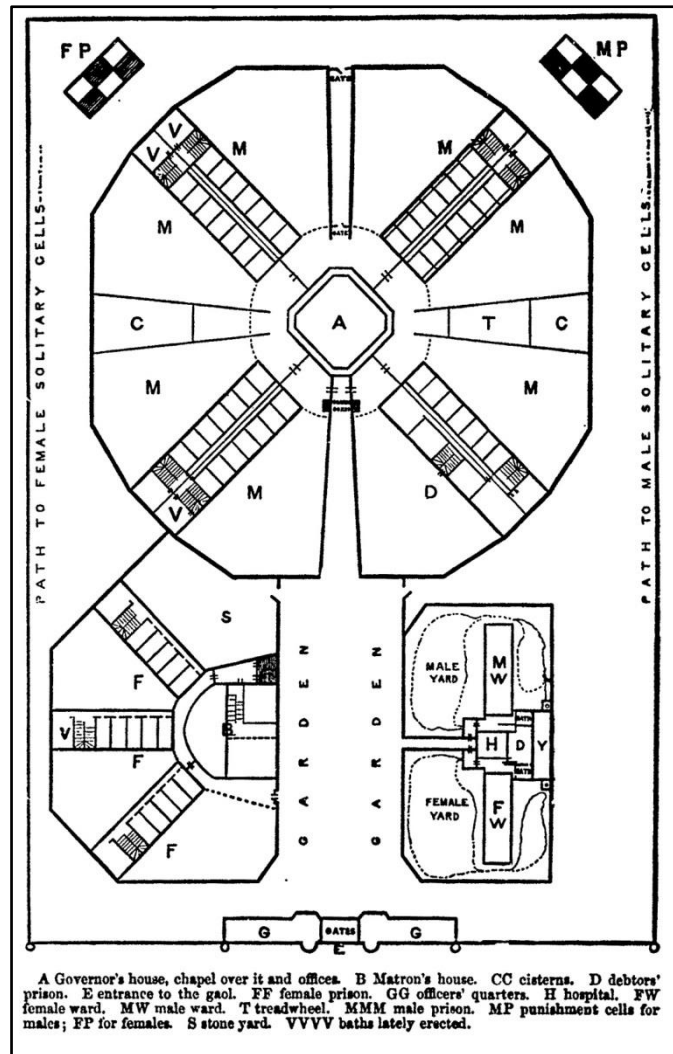 FP
MP
GATE
V
V
M
M
M
M
GATE
PATH TO FEMALE SOLITARY CELLS
PATH TO MALE SOLITARY CELLS
C
A
T
C
M
M
V
M
D
S
F
V
B
F
F
GARDEN
GARDEN
MALE
YARD
M
W
BATH
H
D
Y
BATH
FEMALE
YARD
F
W
G
GATES
G
E
A Governor's house, chapel over it and offices. B Matron's house. CC cisterns. D debtors'
prison. E entrance to the gaol. FF female prison. GG officers' quarters. H hospital. FW
female ward. MW male ward. T treadwheel. MMM male prison. MP punishment cells for
males; FP for females. S stone yard. VVVV baths lately erected.